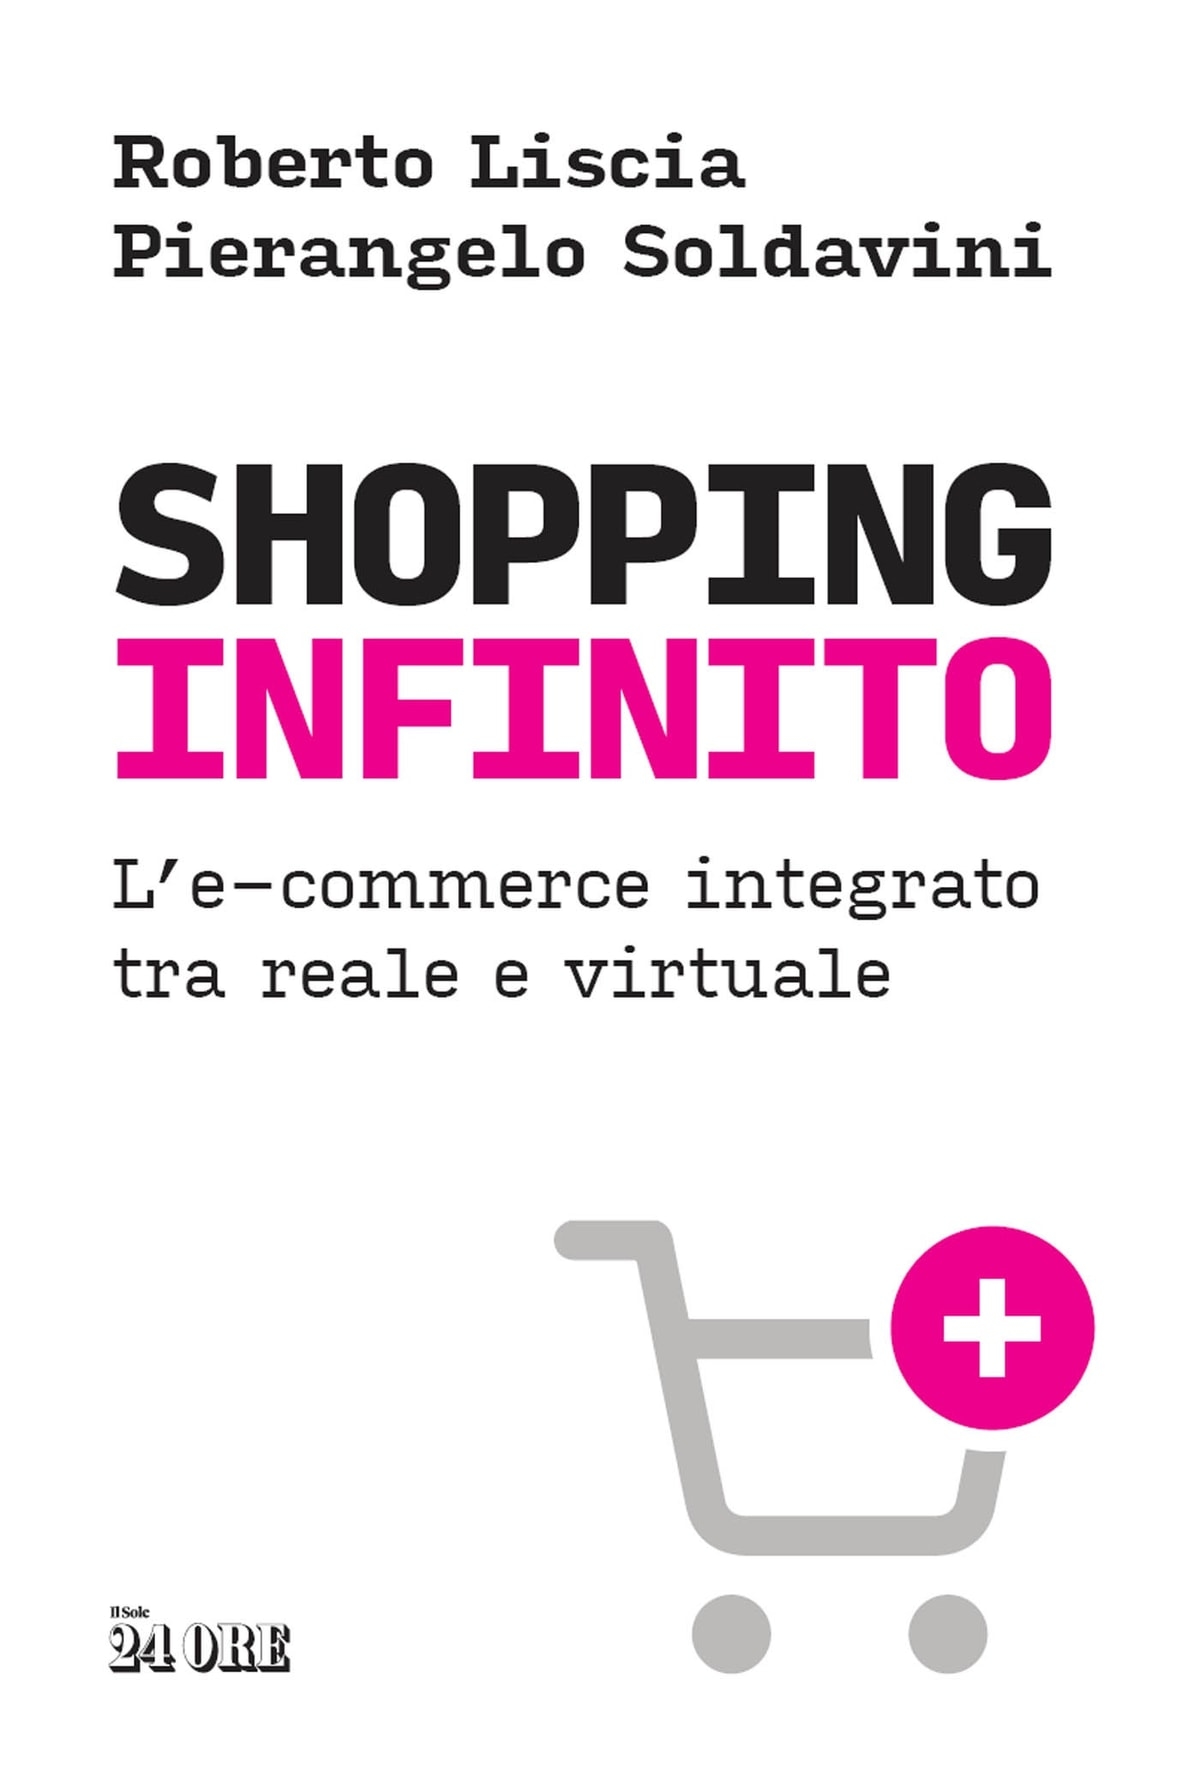 Roberto Liscia
Pierangelo Soldavini
SHOPPING
INFINITO
L'e-commerce integrato
tra reale e virtuale
Il Sole
24 ORE